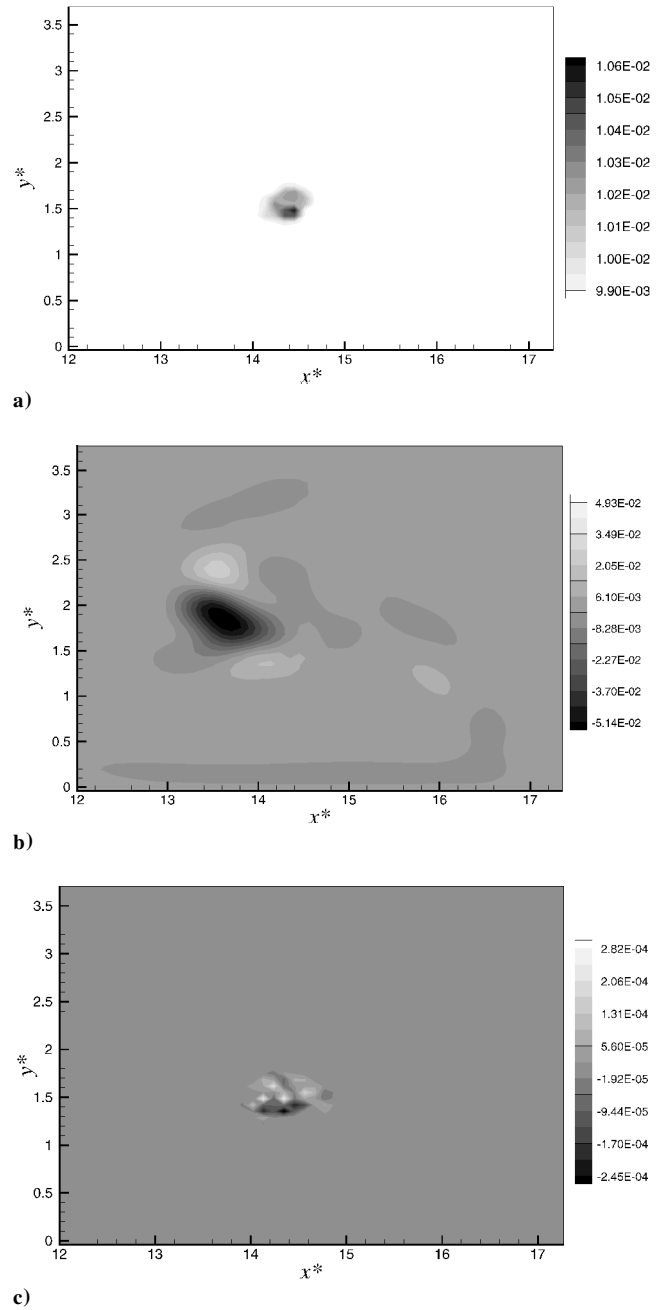 3.5
3
2.5
2
1.5
1
0.5
0
y*
12 13 14 15 16 17
x*
1.06E-02
1.05E-02
1.04E-02
1.03E-02
1.02E-02
1.01E-02
1.00E-02
9.90E-03
a)
3.5
3
2.5
2
1.5
1
0.5
0
y*
12 13 14 15 16 17
x*
4.93E-02
3.49E-02
2.05E-02
6.10E-03
-8.28E-03
-2.27E-02
-3.70E-02
-5.14E-02
b)
3.5
3
2.5
2
1.5
1
0.5
0
y*
12 13 14 15 16 17
x*
2.82E-04
2.06E-04
1.31E-04
5.60E-05
-1.92E-05
-9.44E-05
-1.70E-04
-2.45E-04
c)